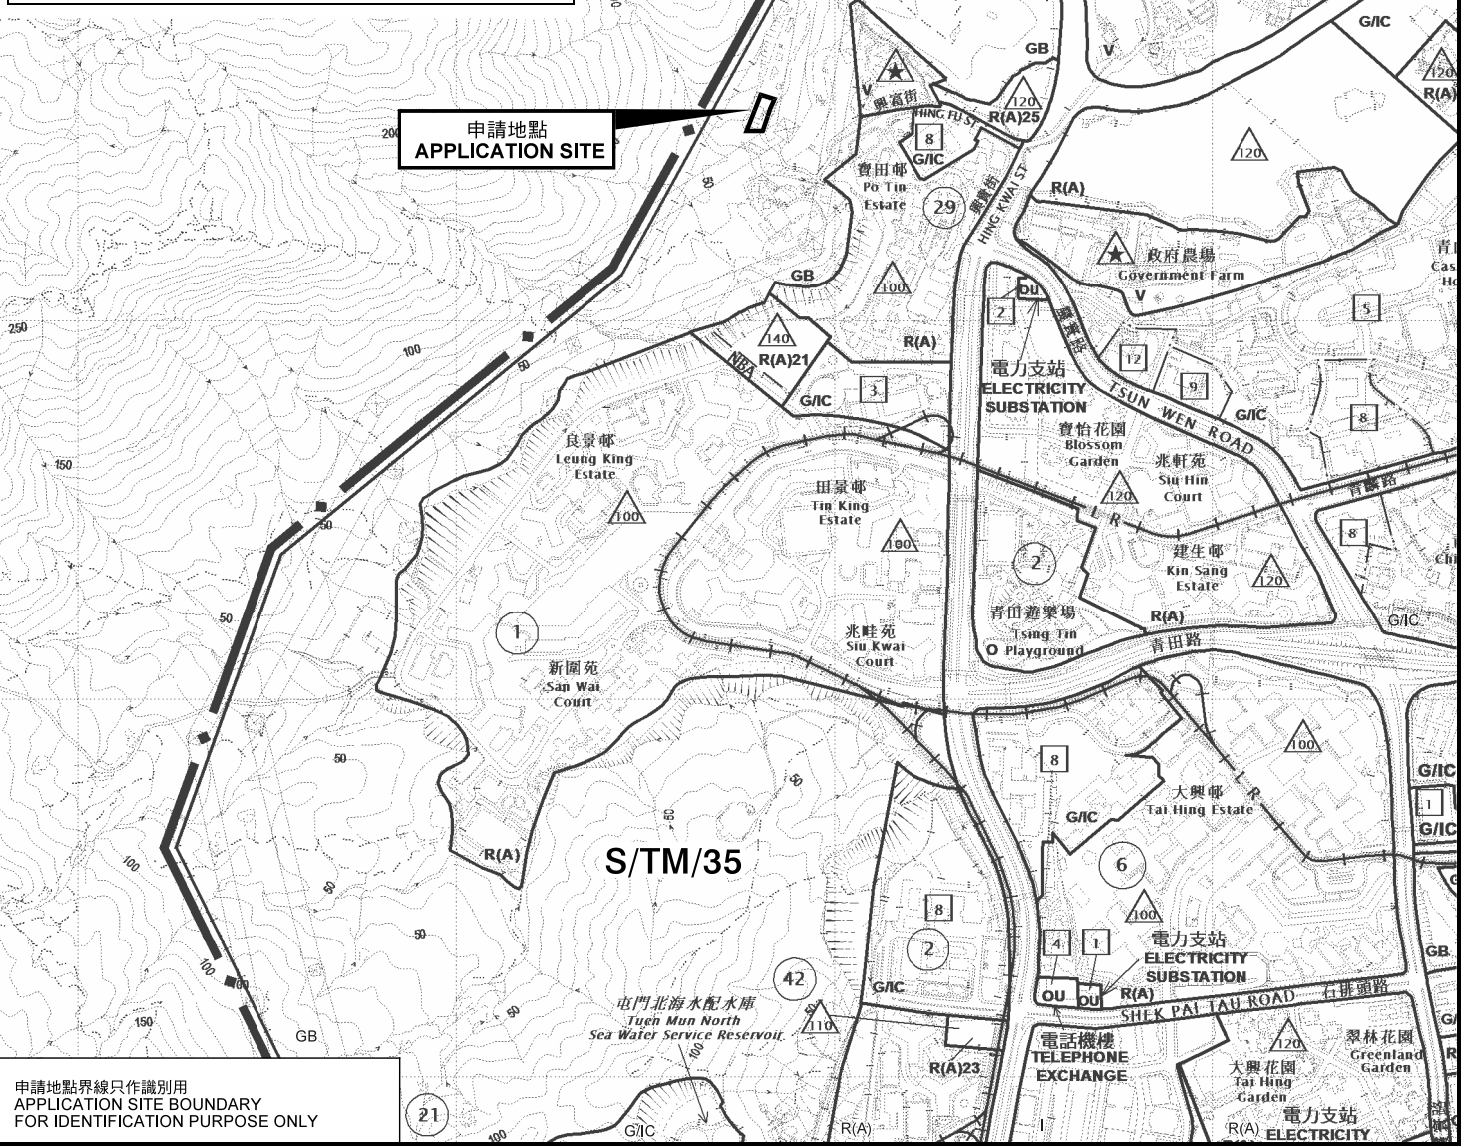 G/IC
GB
V
120
R(A)
申請地點
APPLICATION SITE
200
120
R(A)25
V
興富街
HING FU ST
8
G/IC
120
寶田邨
Po Tin
Estate
29
興貴街
HING KWAI ST
R(A)
50
政府農場
Government Farm
V
GB
100
OU
2
興貴路
5
250
100
50
140
R(A)21
NBA
R(A)
12
9
電力支站
ELECTRICITY
SUBSTATION
TSUN WEN ROAD
G/IC
3
G/IC
8
寶怡花園
Blossom
Garden
良景邨
Leung King
Estate
100
150
田景邨
Tin King
Estate
100
兆軒苑
Siu Hin
Court
120
L R
青麟路
50
8
2
建生邨
Kin Sang
Estate
120
50
1
青田遊樂場
Tsing Tin
Playground
O
R(A)
G/IC
兆畦苑
Siu Kwai
Court
青田路
新圍苑
San Wai
Court
100
50
50
50
8
L R
G/IC
1
G/IC
大興邨
Tai Hing Estate
G/IC
R(A)
S/TM/35
6
100
50
100
50
8
2
100
100
4
1
電力支站
ELECTRICITY
SUBSTATION
GB
42
G/IC
OU
OU
R(A)
SHEK PAI TAU ROAD
石排頭路
屯門北海水配水庫
Tuen Mun North
Sea Water Service Reservoir
50
110
50
150
GB
100
R(A)23
電話機樓
TELEPHONE
EXCHANGE
120
翠林花園
Greenland
Garden
大興花園
Tai Hing
Garden
申請地點界線只作識別用
APPLICATION SITE BOUNDARY
FOR IDENTIFICATION PURPOSE ONLY
21
100
G/IC
R(A)
I
R(A)
電力支站
ELECTRICITY